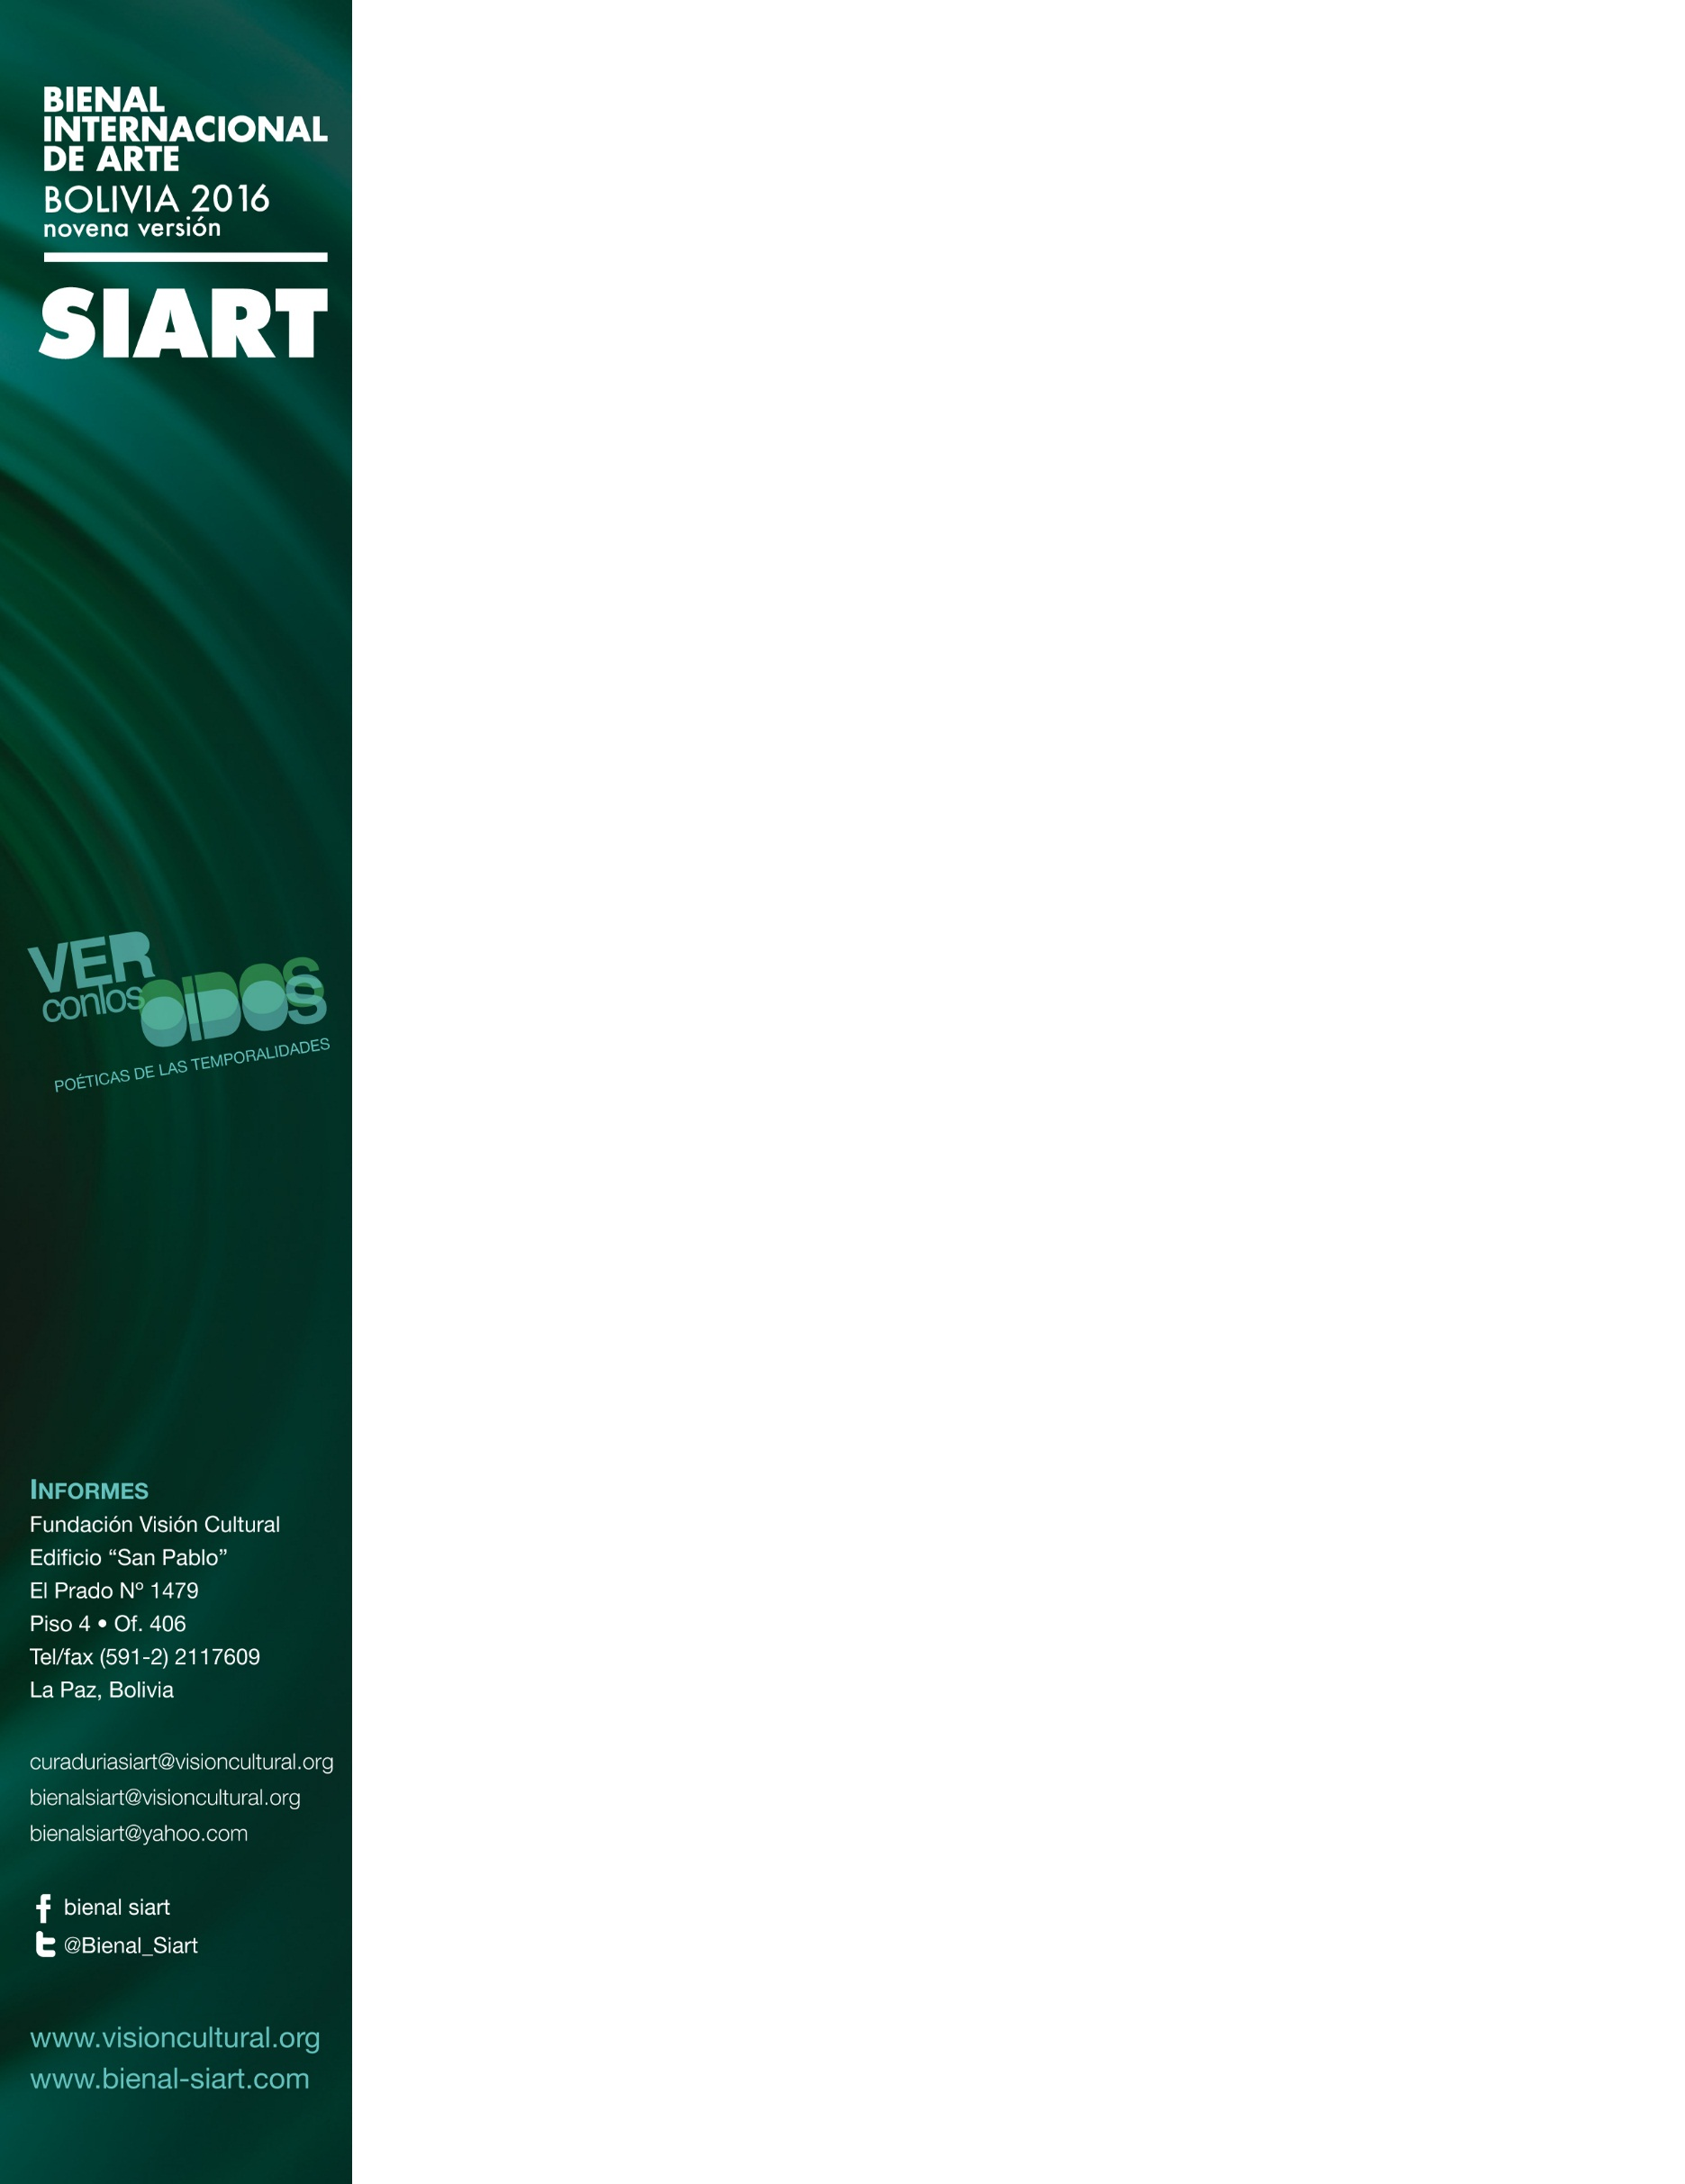 BIENAL
INTERNACIONAL
DE ARTE
BOLIVIA 2016
novena versión
SIART
VER
con los
OIDOS
POÉTICAS DE LAS TEMPORALIDADES
INFORMES
Fundación Visión Cultural
Edificio “San Pablo”
El Prado Nº 1479
Piso 4 • Of. 406
Tel/fax (591-2) 2117609
La Paz, Bolivia
curaduriasiart@visioncultural.org
bienalsiart@visioncultural.org
bienalsiart@yahoo.com
bienal siart
@Bienal_Siart
www.visioncultural.org
www.bienal-siart.com